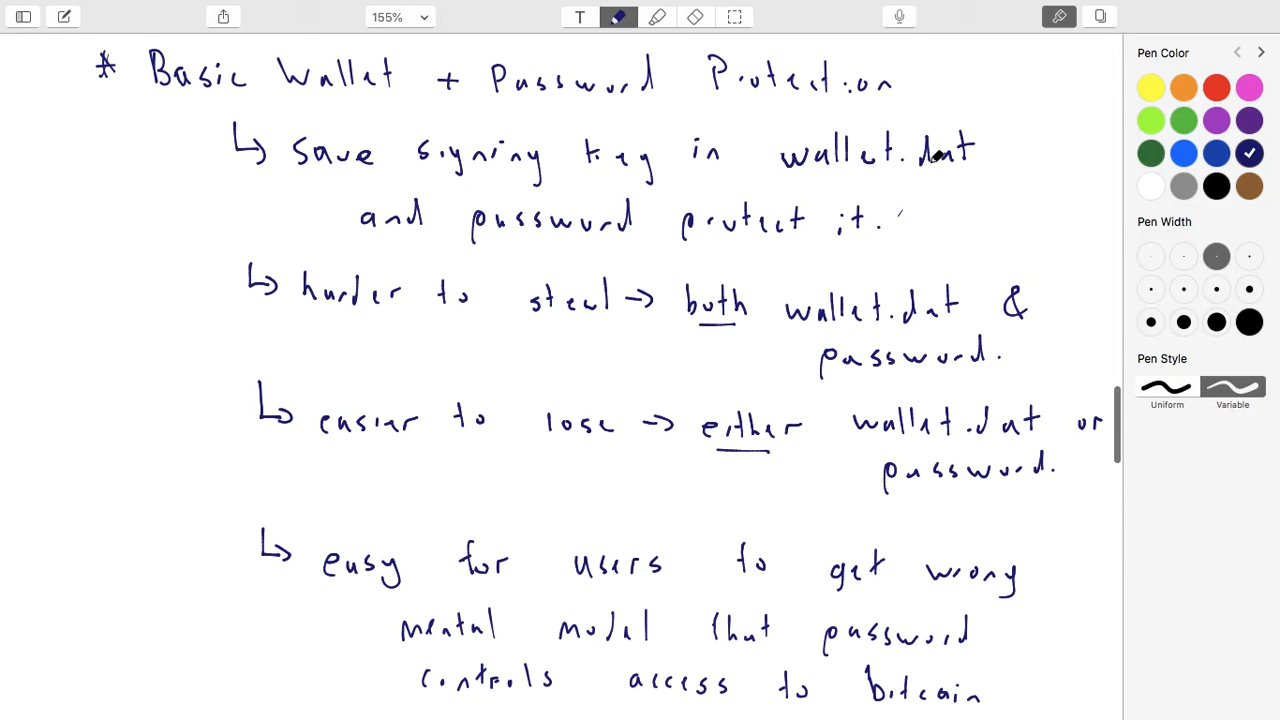 155%
T
* Basic Wallet + Password Protection
↳ save signing key in wallet.dat
and password protect it.
↳ harder to steal → both wallet.dat &
password.
↳ easier to lose → either wallet.dat or
password.
↳ easy for users to get wrong
mental model that password
controls access to bitcoin
Pen Color
Pen Width
Pen Style
Uniform Variable